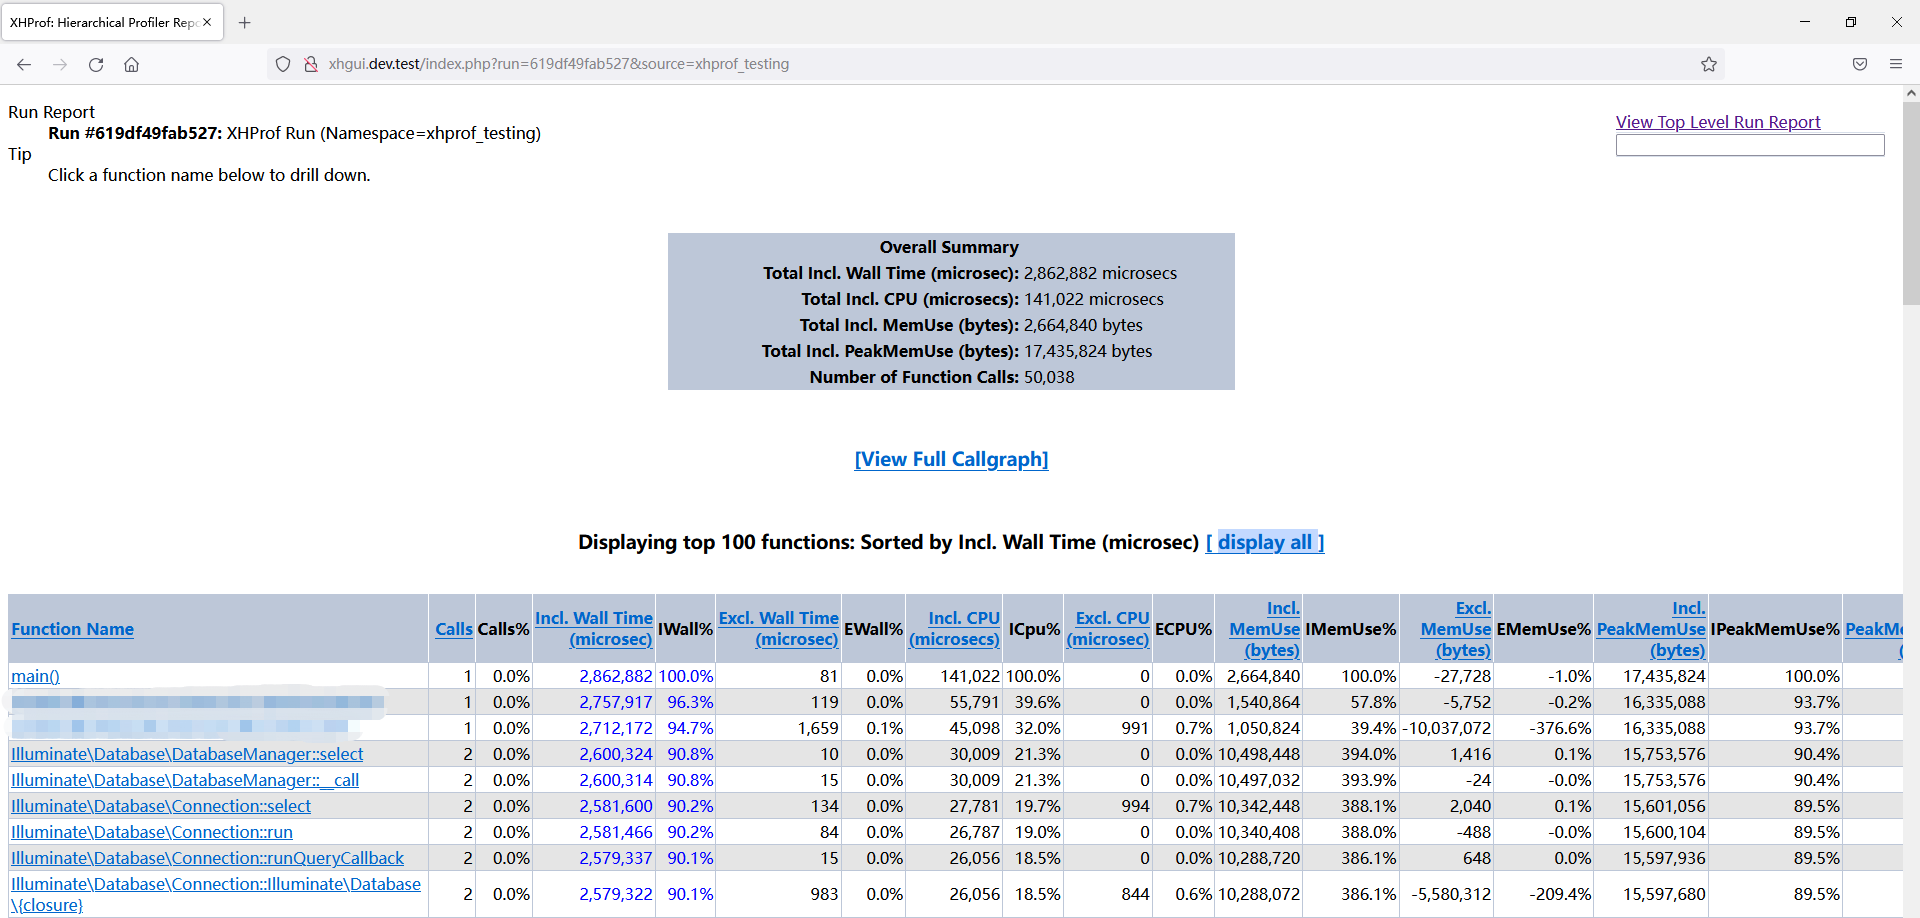 XHProf: Hierarchical Profiler Repo
xhgui.dev.test/index.php?run=619df49fab527&source=xhprof_testing
Run Report
Run #619df49fab527: XHProf Run (Namespace=xhprof_testing)
Tip
Click a function name below to drill down.
View Top Level Run Report
Overall Summary
Total Incl. Wall Time (microsec): 2,862,882 microsecs
Total Incl. CPU (microsecs): 141,022 microsecs
Total Incl. MemUse (bytes): 2,664,840 bytes
Total Incl. PeakMemUse (bytes): 17,435,824 bytes
Number of Function Calls: 50,038
[View Full Callgraph]
Displaying top 100 functions: Sorted by Incl. Wall Time (microsec) [ display all ]
Function Name Calls Calls% Incl. Wall Time (microsec) IWall% Excl. Wall Time (microsec) EWall% Incl. CPU (microsecs) ICpu% Excl. CPU (microsec) ECPU% Incl. MemUse (bytes) IMemUse% Excl. MemUse (bytes) EMemUse% Incl. PeakMemUse (bytes) IPeakMemUse% PeakMe (
main() 1 0.0% 2,862,882 100.0% 81 0.0% 141,022 100.0% 0 0.0% 2,664,840 100.0% -27,728 -1.0% 17,435,824 100.0%
1 0.0% 2,757,917 96.3% 119 0.0% 55,791 39.6% 0 0.0% 1,540,864 57.8% -5,752 -0.2% 16,335,088 93.7%
1 0.0% 2,712,172 94.7% 1,659 0.1% 45,098 32.0% 991 0.7% 1,050,824 39.4% -10,037,072 -376.6% 16,335,088 93.7%
Illuminate\Database\DatabaseManager::select 2 0.0% 2,600,324 90.8% 10 0.0% 30,009 21.3% 0 0.0% 10,498,448 394.0% 1,416 0.1% 15,753,576 90.4%
Illuminate\Database\DatabaseManager::__call 2 0.0% 2,600,314 90.8% 15 0.0% 30,009 21.3% 0 0.0% 10,497,032 393.9% -24 -0.0% 15,753,576 90.4%
Illuminate\Database\Connection::select 2 0.0% 2,581,600 90.2% 134 0.0% 27,781 19.7% 994 0.7% 10,342,448 388.1% 2,040 0.1% 15,601,056 89.5%
Illuminate\Database\Connection::run 2 0.0% 2,581,466 90.2% 84 0.0% 26,787 19.0% 0 0.0% 10,340,408 388.0% -488 -0.0% 15,600,104 89.5%
Illuminate\Database\Connection::runQueryCallback 2 0.0% 2,579,337 90.1% 15 0.0% 26,056 18.5% 0 0.0% 10,288,720 386.1% 648 0.0% 15,597,936 89.5%
Illuminate\Database\Connection::Illuminate\Database
\{closure} 2 0.0% 2,579,322 90.1% 983 0.0% 26,056 18.5% 844 0.6% 10,288,072 386.1% -5,580,312 -209.4% 15,597,680 89.5%